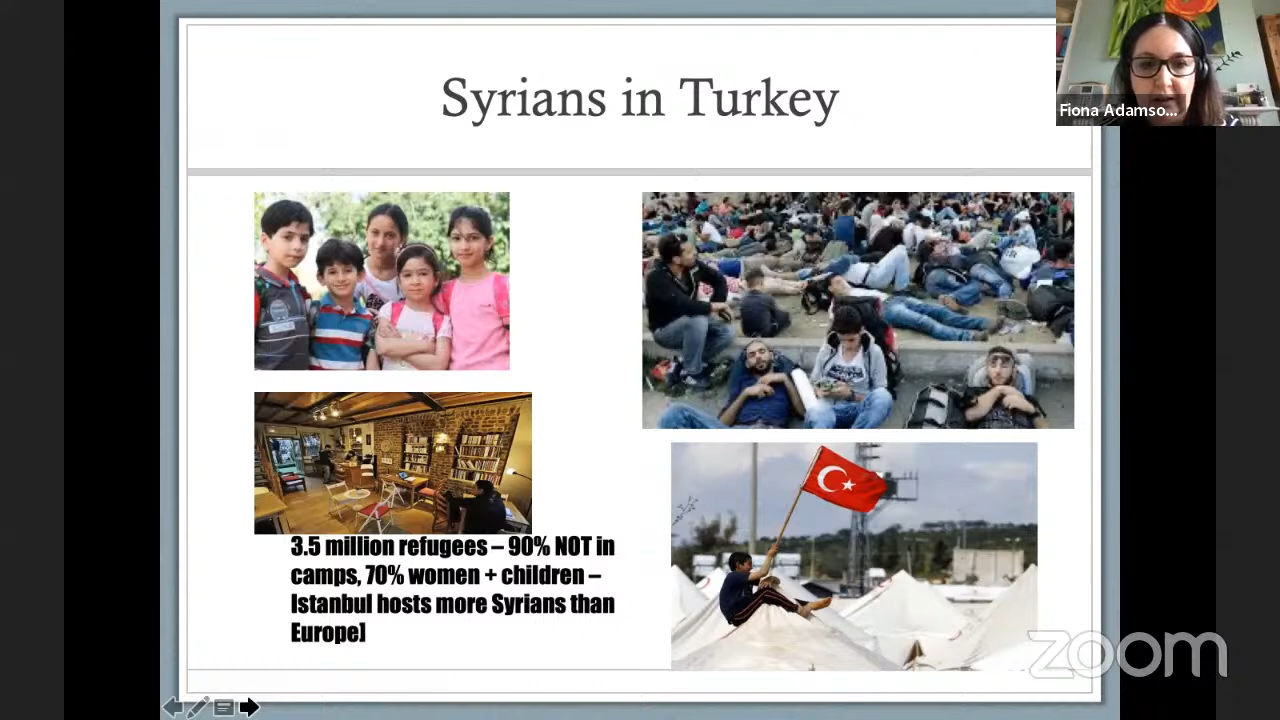 Syrians in Turkey
Fiona Adamso...
3.5 million refugees – 90% NOT in
camps, 70% women + children –
Istanbul hosts more Syrians than
Europe]
zoom